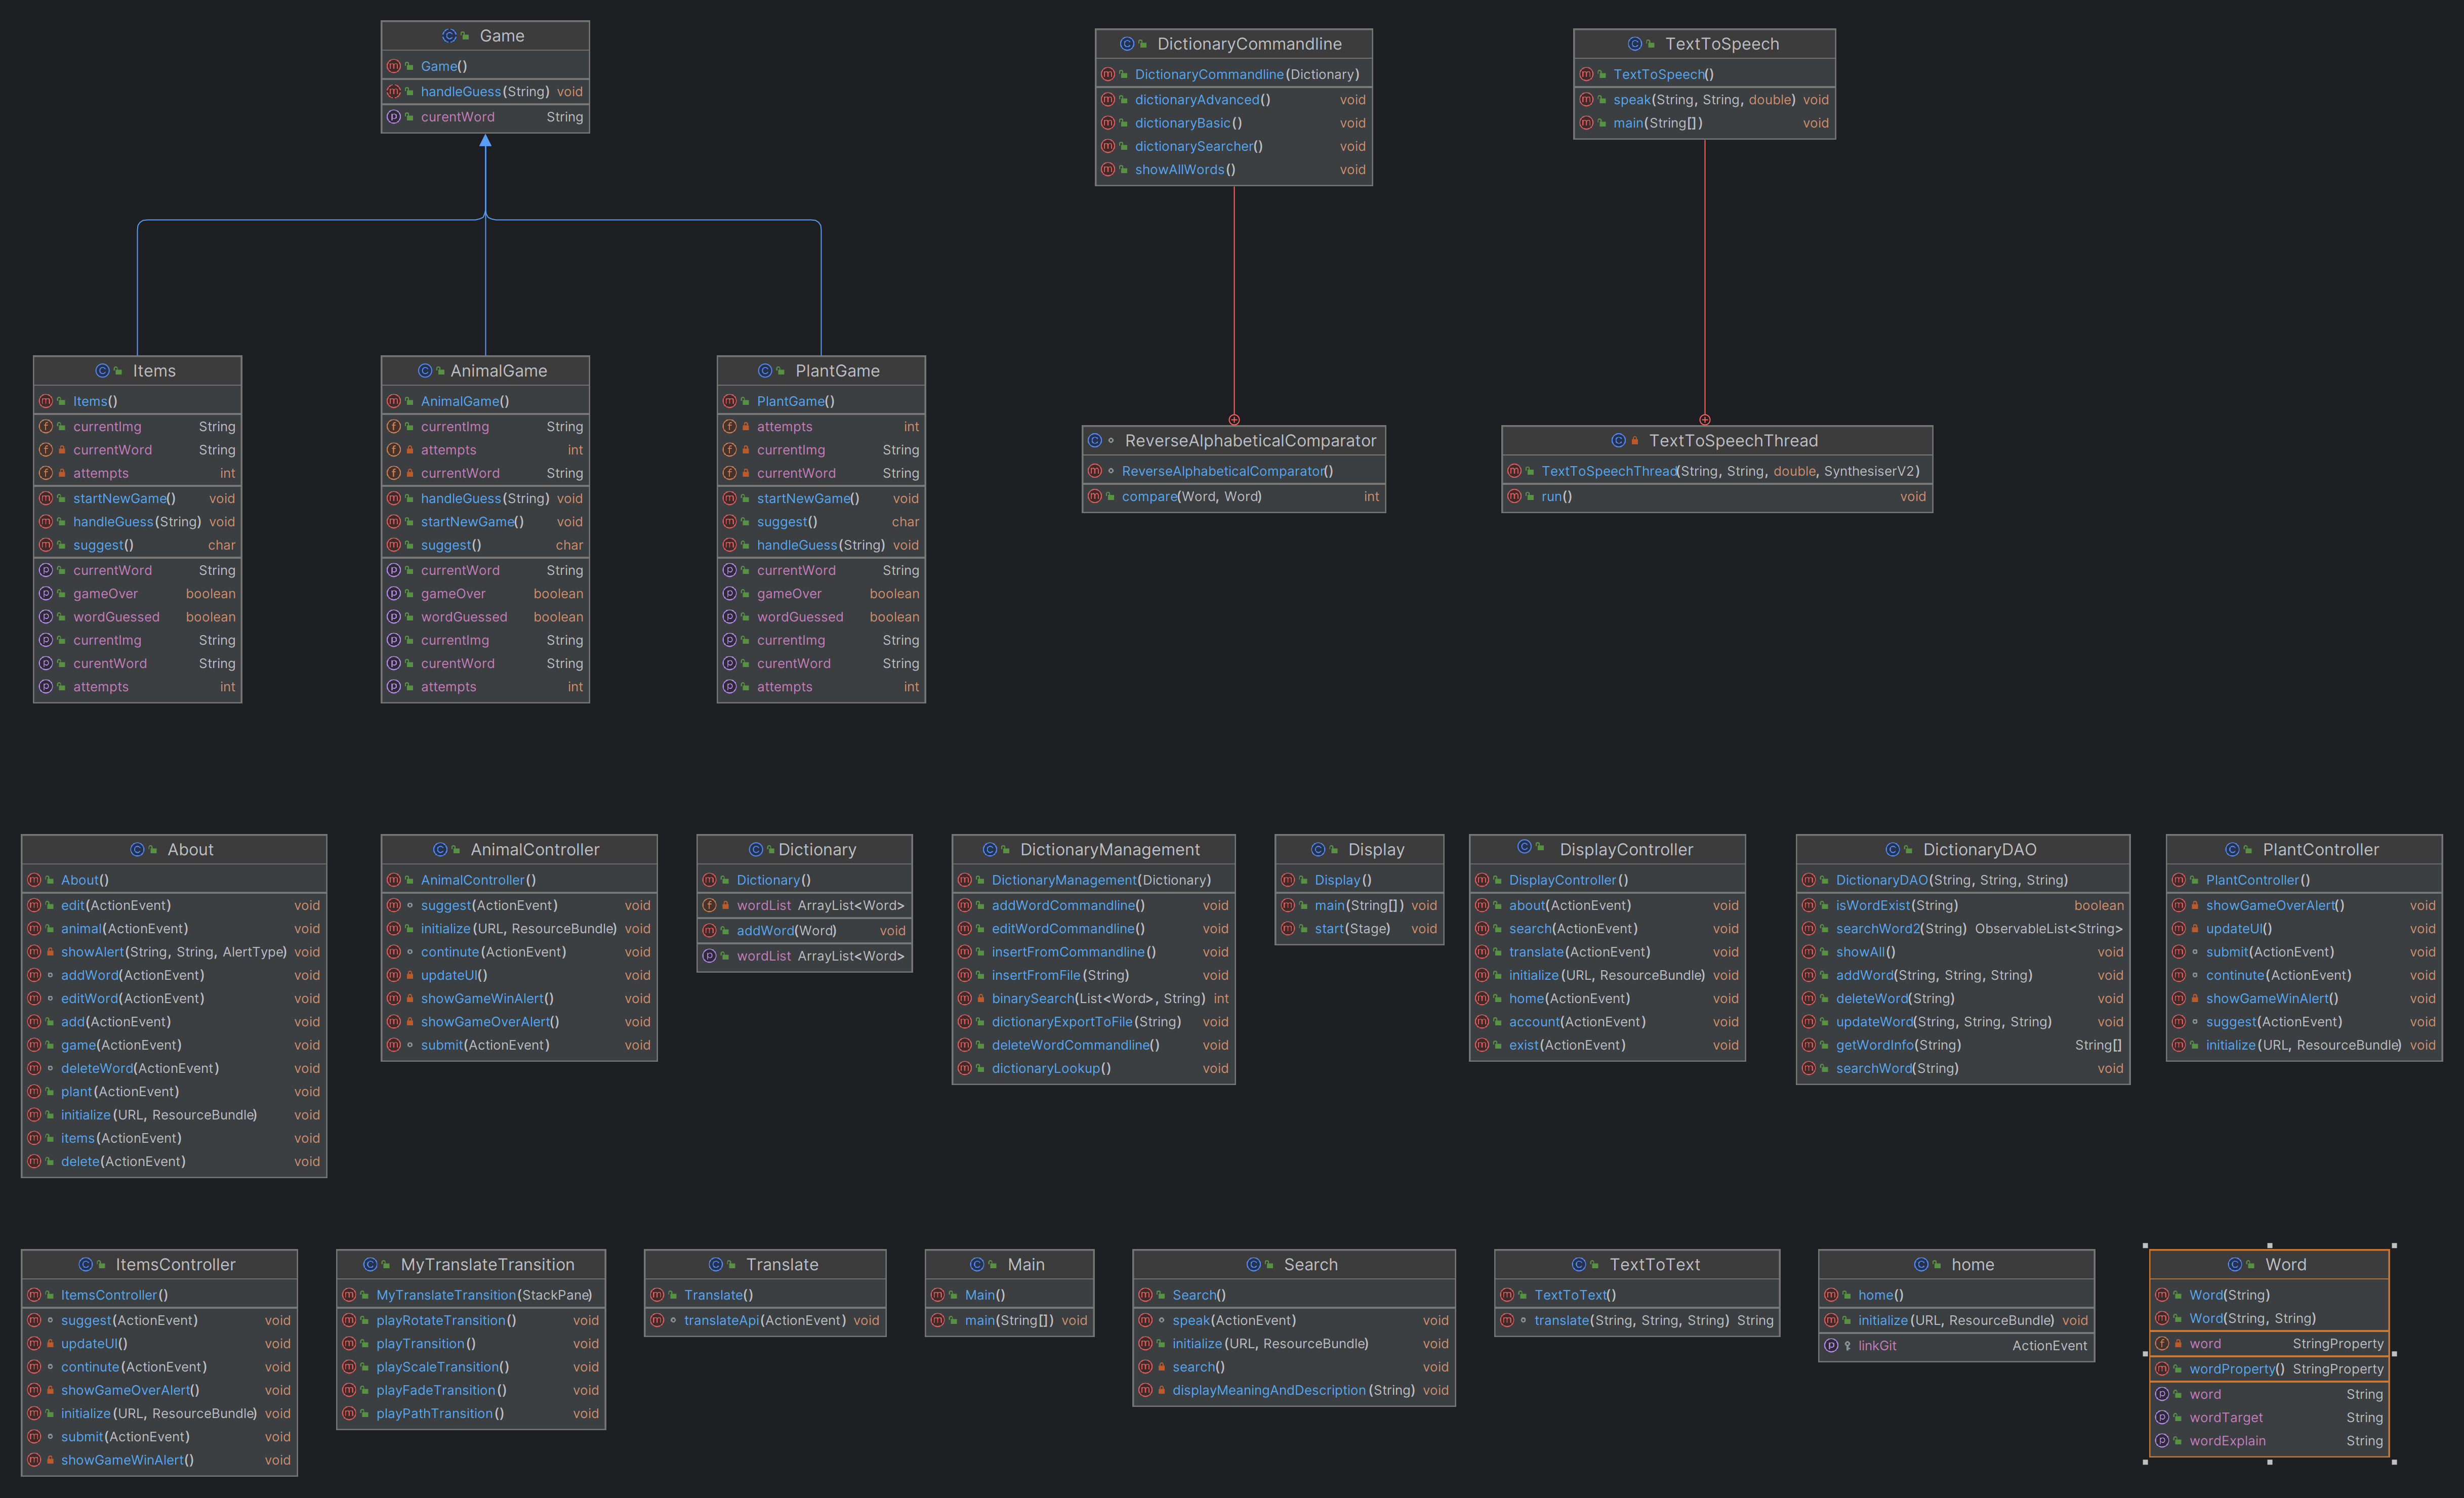 Game
Game()
handleGuess(String) void
curentWord String
DictionaryCommandline
DictionaryCommandline(Dictionary)
dictionaryAdvanced() void
dictionaryBasic() void
dictionarySearcher() void
showAllWords() void
TextToSpeech
TextToSpeech()
speak(String, String, double) void
main(String[]) void
Items
Items()
currentImg String
currentWord String
attempts int
startNewGame() void
handleGuess(String) void
suggest() char
currentWord String
gameOver boolean
wordGuessed boolean
currentImg String
curentWord String
attempts int
AnimalGame
AnimalGame()
currentImg String
attempts int
currentWord String
handleGuess(String) void
startNewGame() void
suggest() char
currentWord String
gameOver boolean
wordGuessed boolean
currentImg String
curentWord String
attempts int
PlantGame
PlantGame()
attempts int
currentImg String
currentWord String
startNewGame() void
suggest() char
handleGuess(String) void
currentWord String
gameOver boolean
wordGuessed boolean
currentImg String
curentWord String
attempts int
ReverseAlphabeticalComparator
ReverseAlphabeticalComparator()
compare(Word, Word) int
TextToSpeechThread
TextToSpeechThread(String, String, double, SynthesiserV2)
run() void
About
About()
edit(ActionEvent) void
animal(ActionEvent) void
showAlert(String, String, AlertType) void
addWord(ActionEvent) void
editWord(ActionEvent) void
add(ActionEvent) void
game(ActionEvent) void
deleteWord(ActionEvent) void
plant(ActionEvent) void
initialize(URL, ResourceBundle) void
items(ActionEvent) void
delete(ActionEvent) void
AnimalController
AnimalController()
suggest(ActionEvent) void
initialize(URL, ResourceBundle) void
continute(ActionEvent) void
updateUI() void
showGameWinAlert() void
showGameOverAlert() void
submit(ActionEvent) void
Dictionary
Dictionary()
wordList ArrayList<Word>
addWord(Word) void
wordList ArrayList<Word>
DictionaryManagement
DictionaryManagement(Dictionary)
addWordCommandline() void
editWordCommandline() void
insertFromCommandline() void
insertFromFile(String) void
binarySearch(List<Word>, String) int
dictionaryExportToFile(String) void
deleteWordCommandline() void
dictionaryLookup() void
Display
Display()
main(String[]) void
start(Stage) void
DisplayController
DisplayController()
about(ActionEvent) void
search(ActionEvent) void
translate(ActionEvent) void
initialize(URL, ResourceBundle) void
home(ActionEvent) void
account(ActionEvent) void
exist(ActionEvent) void
DictionaryDAO
DictionaryDAO(String, String, String)
isWordExist(String) boolean
searchWord2(String) ObservableList<String>
showAll() void
addWord(String, String, String) void
deleteWord(String) void
updateWord(String, String, String) void
getWordInfo(String) String[]
searchWord(String) void
PlantController
PlantController()
showGameOverAlert() void
updateUI() void
submit(ActionEvent) void
continute(ActionEvent) void
showGameWinAlert() void
suggest(ActionEvent) void
initialize(URL, ResourceBundle) void
ItemsController
ItemsController()
suggest(ActionEvent) void
updateUI() void
continute(ActionEvent) void
showGameOverAlert() void
initialize(URL, ResourceBundle) void
submit(ActionEvent) void
showGameWinAlert() void
MyTranslateTransition
MyTranslateTransition(StackPane)
playRotateTransition() void
playTransition() void
playScaleTransition() void
playFadeTransition() void
playPathTransition() void
Translate
Translate()
translateApi(ActionEvent) void
Main
Main()
main(String[]) void
Search
Search()
speak(ActionEvent) void
initialize(URL, ResourceBundle) void
search() void
displayMeaningAndDescription(String) void
TextToText
TextToText()
translate(String, String, String) String
home
home()
initialize(URL, ResourceBundle) void
linkGit ActionEvent
Word
Word(String)
Word(String, String)
word StringProperty
wordProperty() StringProperty
word String
wordTarget String
wordExplain String